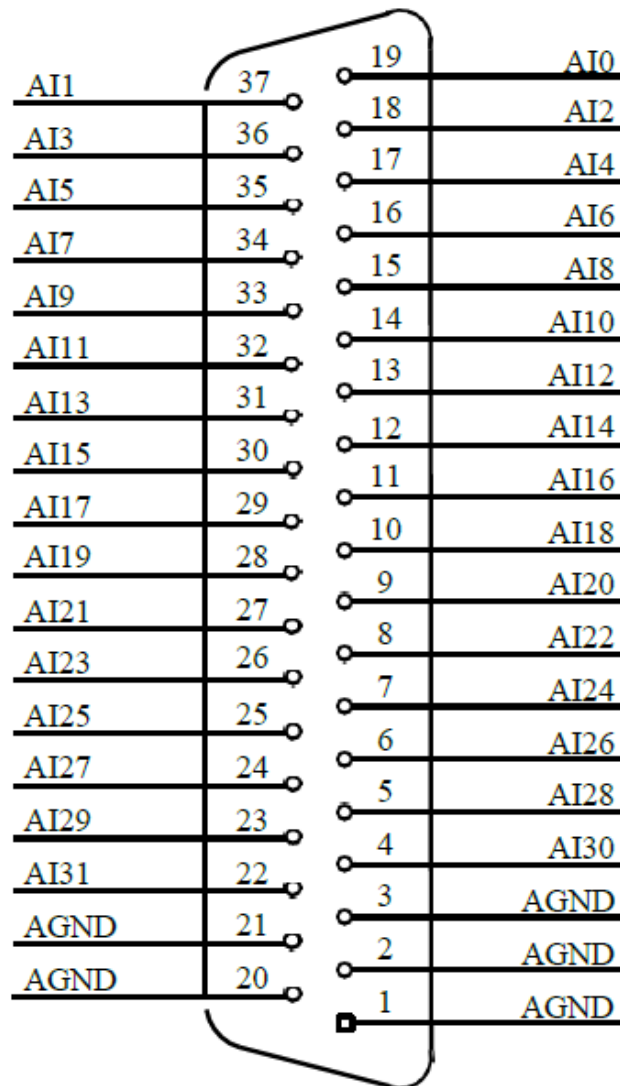 19 AI0
AI1 37
18 AI2
AI3 36
17 AI4
AI5 35
16 AI6
AI7 34
15 AI8
AI9 33
14 AI10
AI11 32
13 AI12
AI13 31
12 AI14
AI15 30
11 AI16
AI17 29
10 AI18
AI19 28
9 AI20
AI21 27
8 AI22
AI23 26
7 AI24
AI25 25
6 AI26
AI27 24
5 AI28
AI29 23
4 AI30
AI31 22
3 AGND
AGND 21
2 AGND
AGND 20
1 AGND